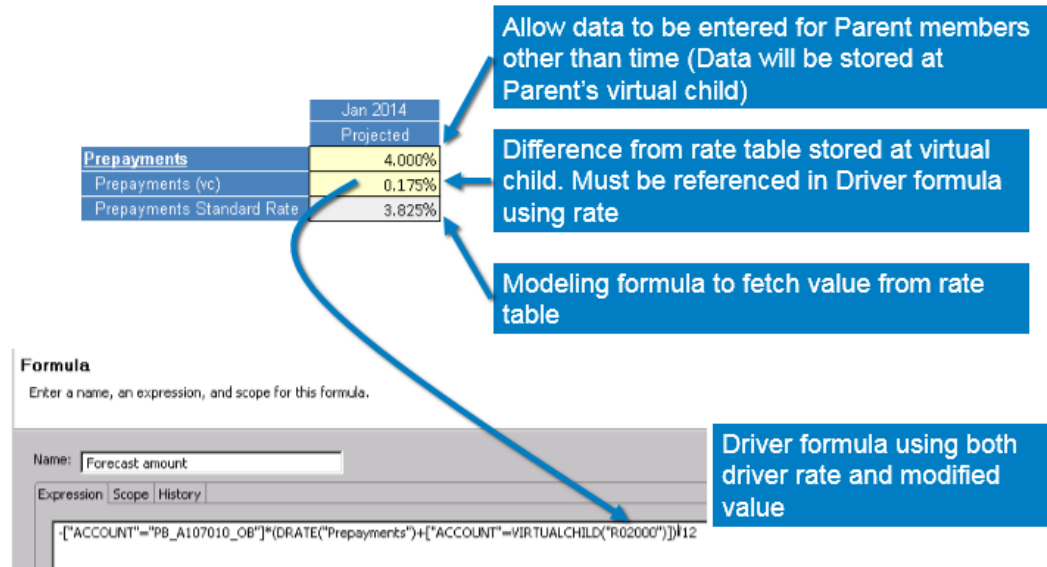 Allow data to be entered for Parent members
other than time (Data will be stored at
Parent's virtual child)
Jan 2014
Projected
Prepayments 4.000%
Prepayments (vc) 0.175%
Prepayments Standard Rate 3.825%
Difference from rate table stored at virtual
child. Must be referenced in Driver formula
using rate
Modeling formula to fetch value from rate
table
Formula
Enter a name, an expression, and scope for this formula.
Driver formula using both
driver rate and modified
value
Name: Forecast amount
Expression Scope History
-["ACCOUNT"="PB_A107010_OB"]*(DRATE("Prepayments")+["ACCOUNT"=VIRTUALCHILD("R02000")])/12